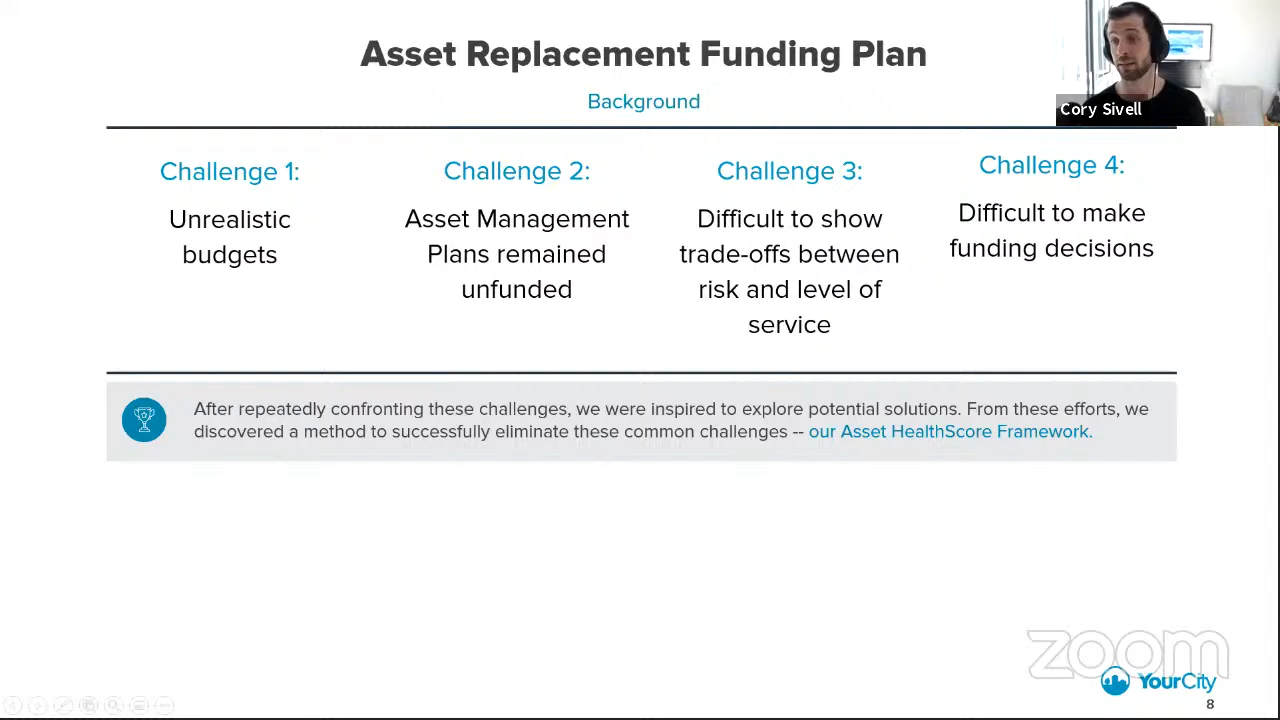 Asset Replacement Funding Plan
Background
Cory Sivell
Challenge 1:
Unrealistic
budgets
Challenge 2:
Asset Management
Plans remained
unfunded
Challenge 3:
Difficult to show
trade-offs between
risk and level of
service
Challenge 4:
Difficult to make
funding decisions
After repeatedly confronting these challenges, we were inspired to explore potential solutions. From these efforts, we
discovered a method to successfully eliminate these common challenges -- our Asset HealthScore Framework.
zoom
YourCity
8